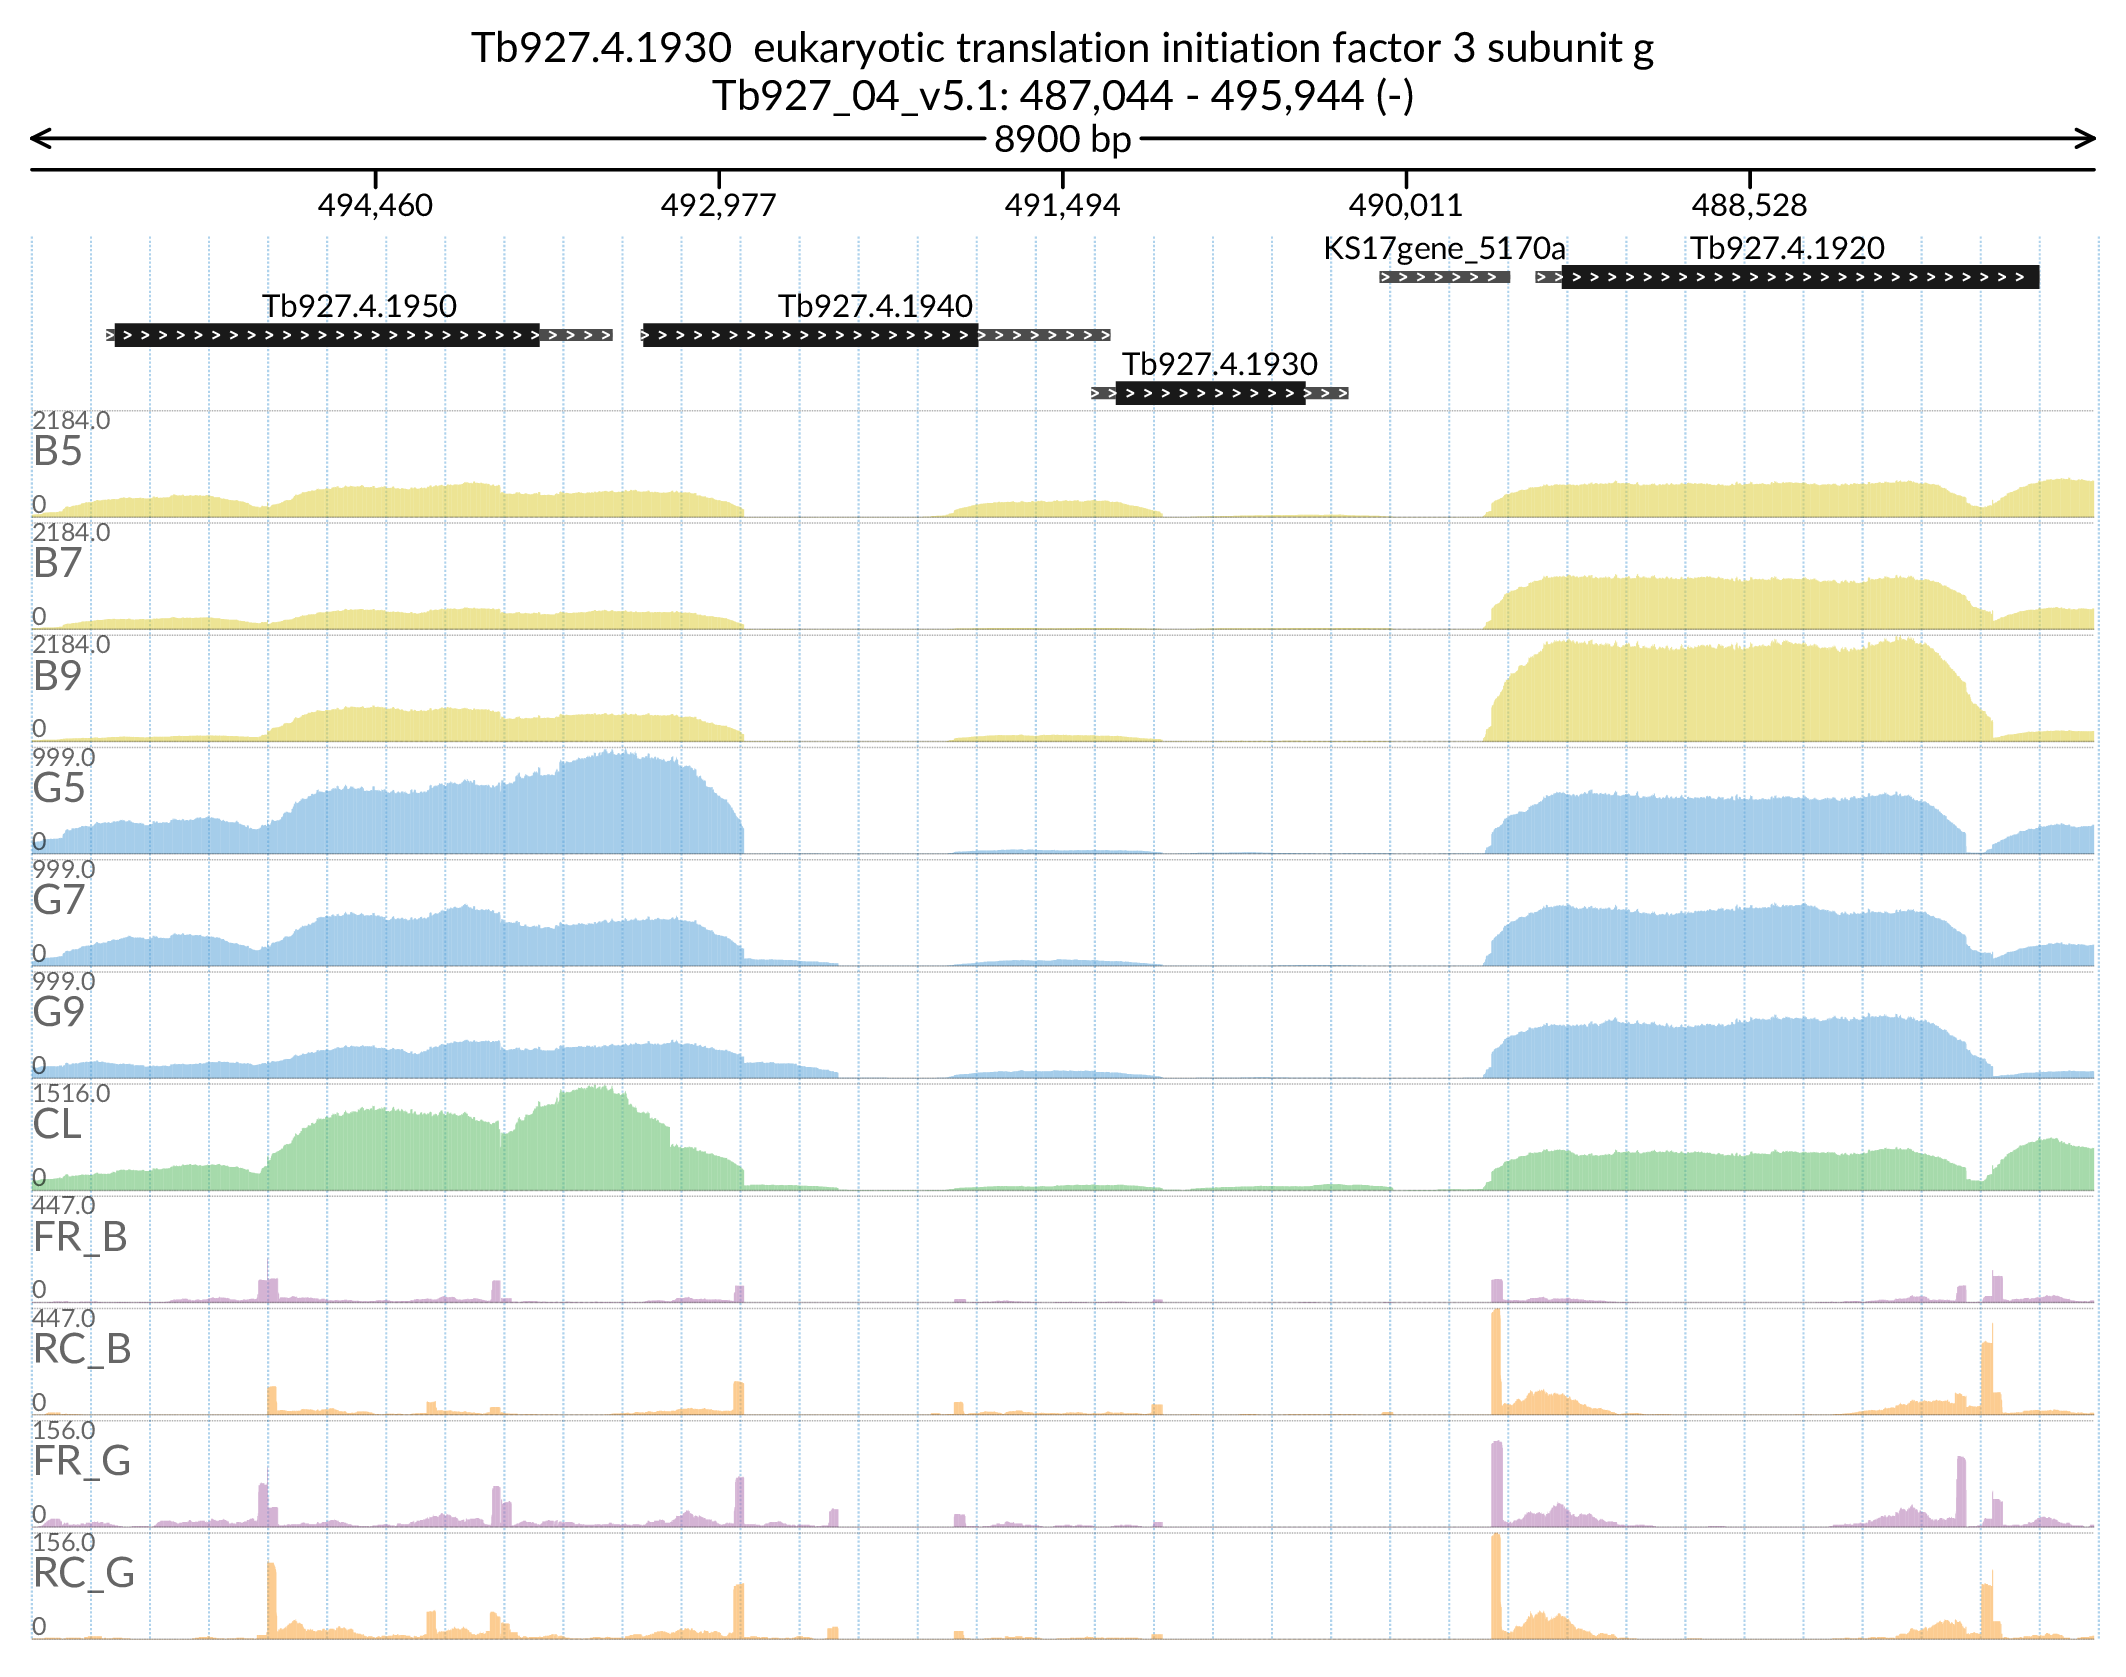 Tb927.4.1930  eukaryotic translation initiation factor 3 subunit g
Tb927_04_v5.1: 487,044 - 495,944 (-)
8900 bp
494,460 492,977 491,494 490,011 488,528
KS17gene_5170a Tb927.4.1920
Tb927.4.1950 Tb927.4.1940
Tb927.4.1930
2184.0
B5
0
2184.0
B7
0
2184.0
B9
0
999.0
G5
0
999.0
G7
0
999.0
G9
0
1516.0
CL
0
447.0
FR_B
0
447.0
RC_B
0
156.0
FR_G
0
156.0
RC_G
0